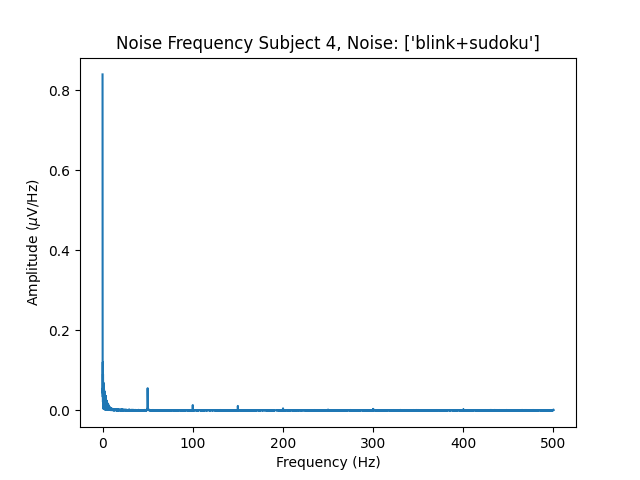 Noise Frequency Subject 4, Noise: ['blink+sudoku']
Amplitude (μV/Hz)
0.8
0.6
0.4
0.2
0.0
0 100 200 300 400 500
Frequency (Hz)